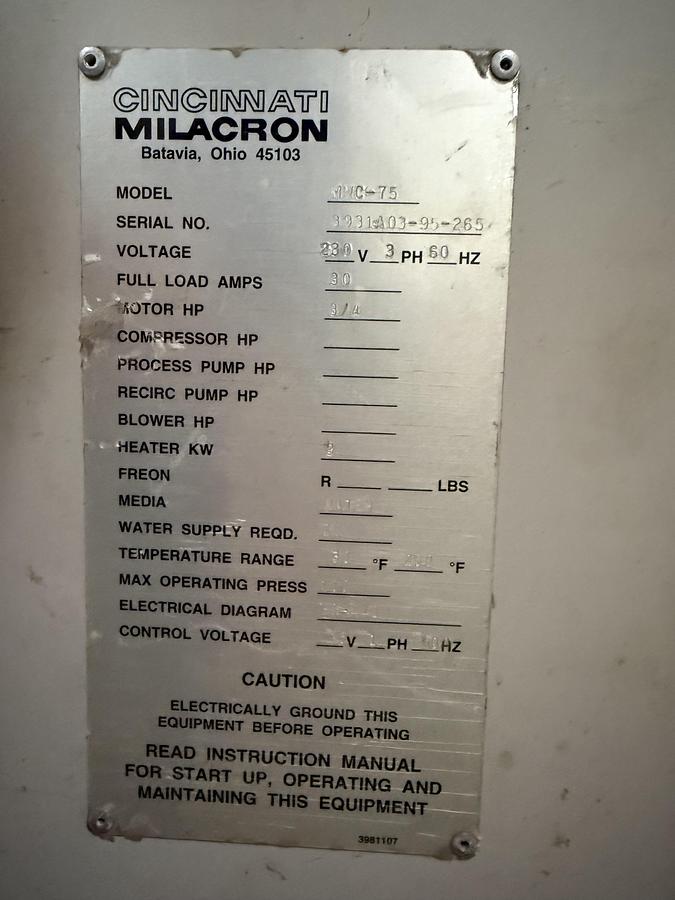 CINCINNATI
MILACRON
Batavia, Ohio 45103
MODEL
SERIAL NO. 3931A03-95-265
VOLTAGE 230 V 3 PH 60 HZ
FULL LOAD AMPS 30
MOTOR HP 3/4
COMPRESSOR HP
PROCESS PUMP HP
RECIRC PUMP HP
BLOWER HP
HEATER KW
FREON R LBS
MEDIA
WATER SUPPLY REQD.
TEMPERATURE RANGE °F °F
MAX OPERATING PRESS
ELECTRICAL DIAGRAM
CONTROL VOLTAGE V PH HZ
CAUTION
ELECTRICALLY GROUND THIS
EQUIPMENT BEFORE OPERATING
READ INSTRUCTION MANUAL
FOR START UP, OPERATING AND
MAINTAINING THIS EQUIPMENT
3981107